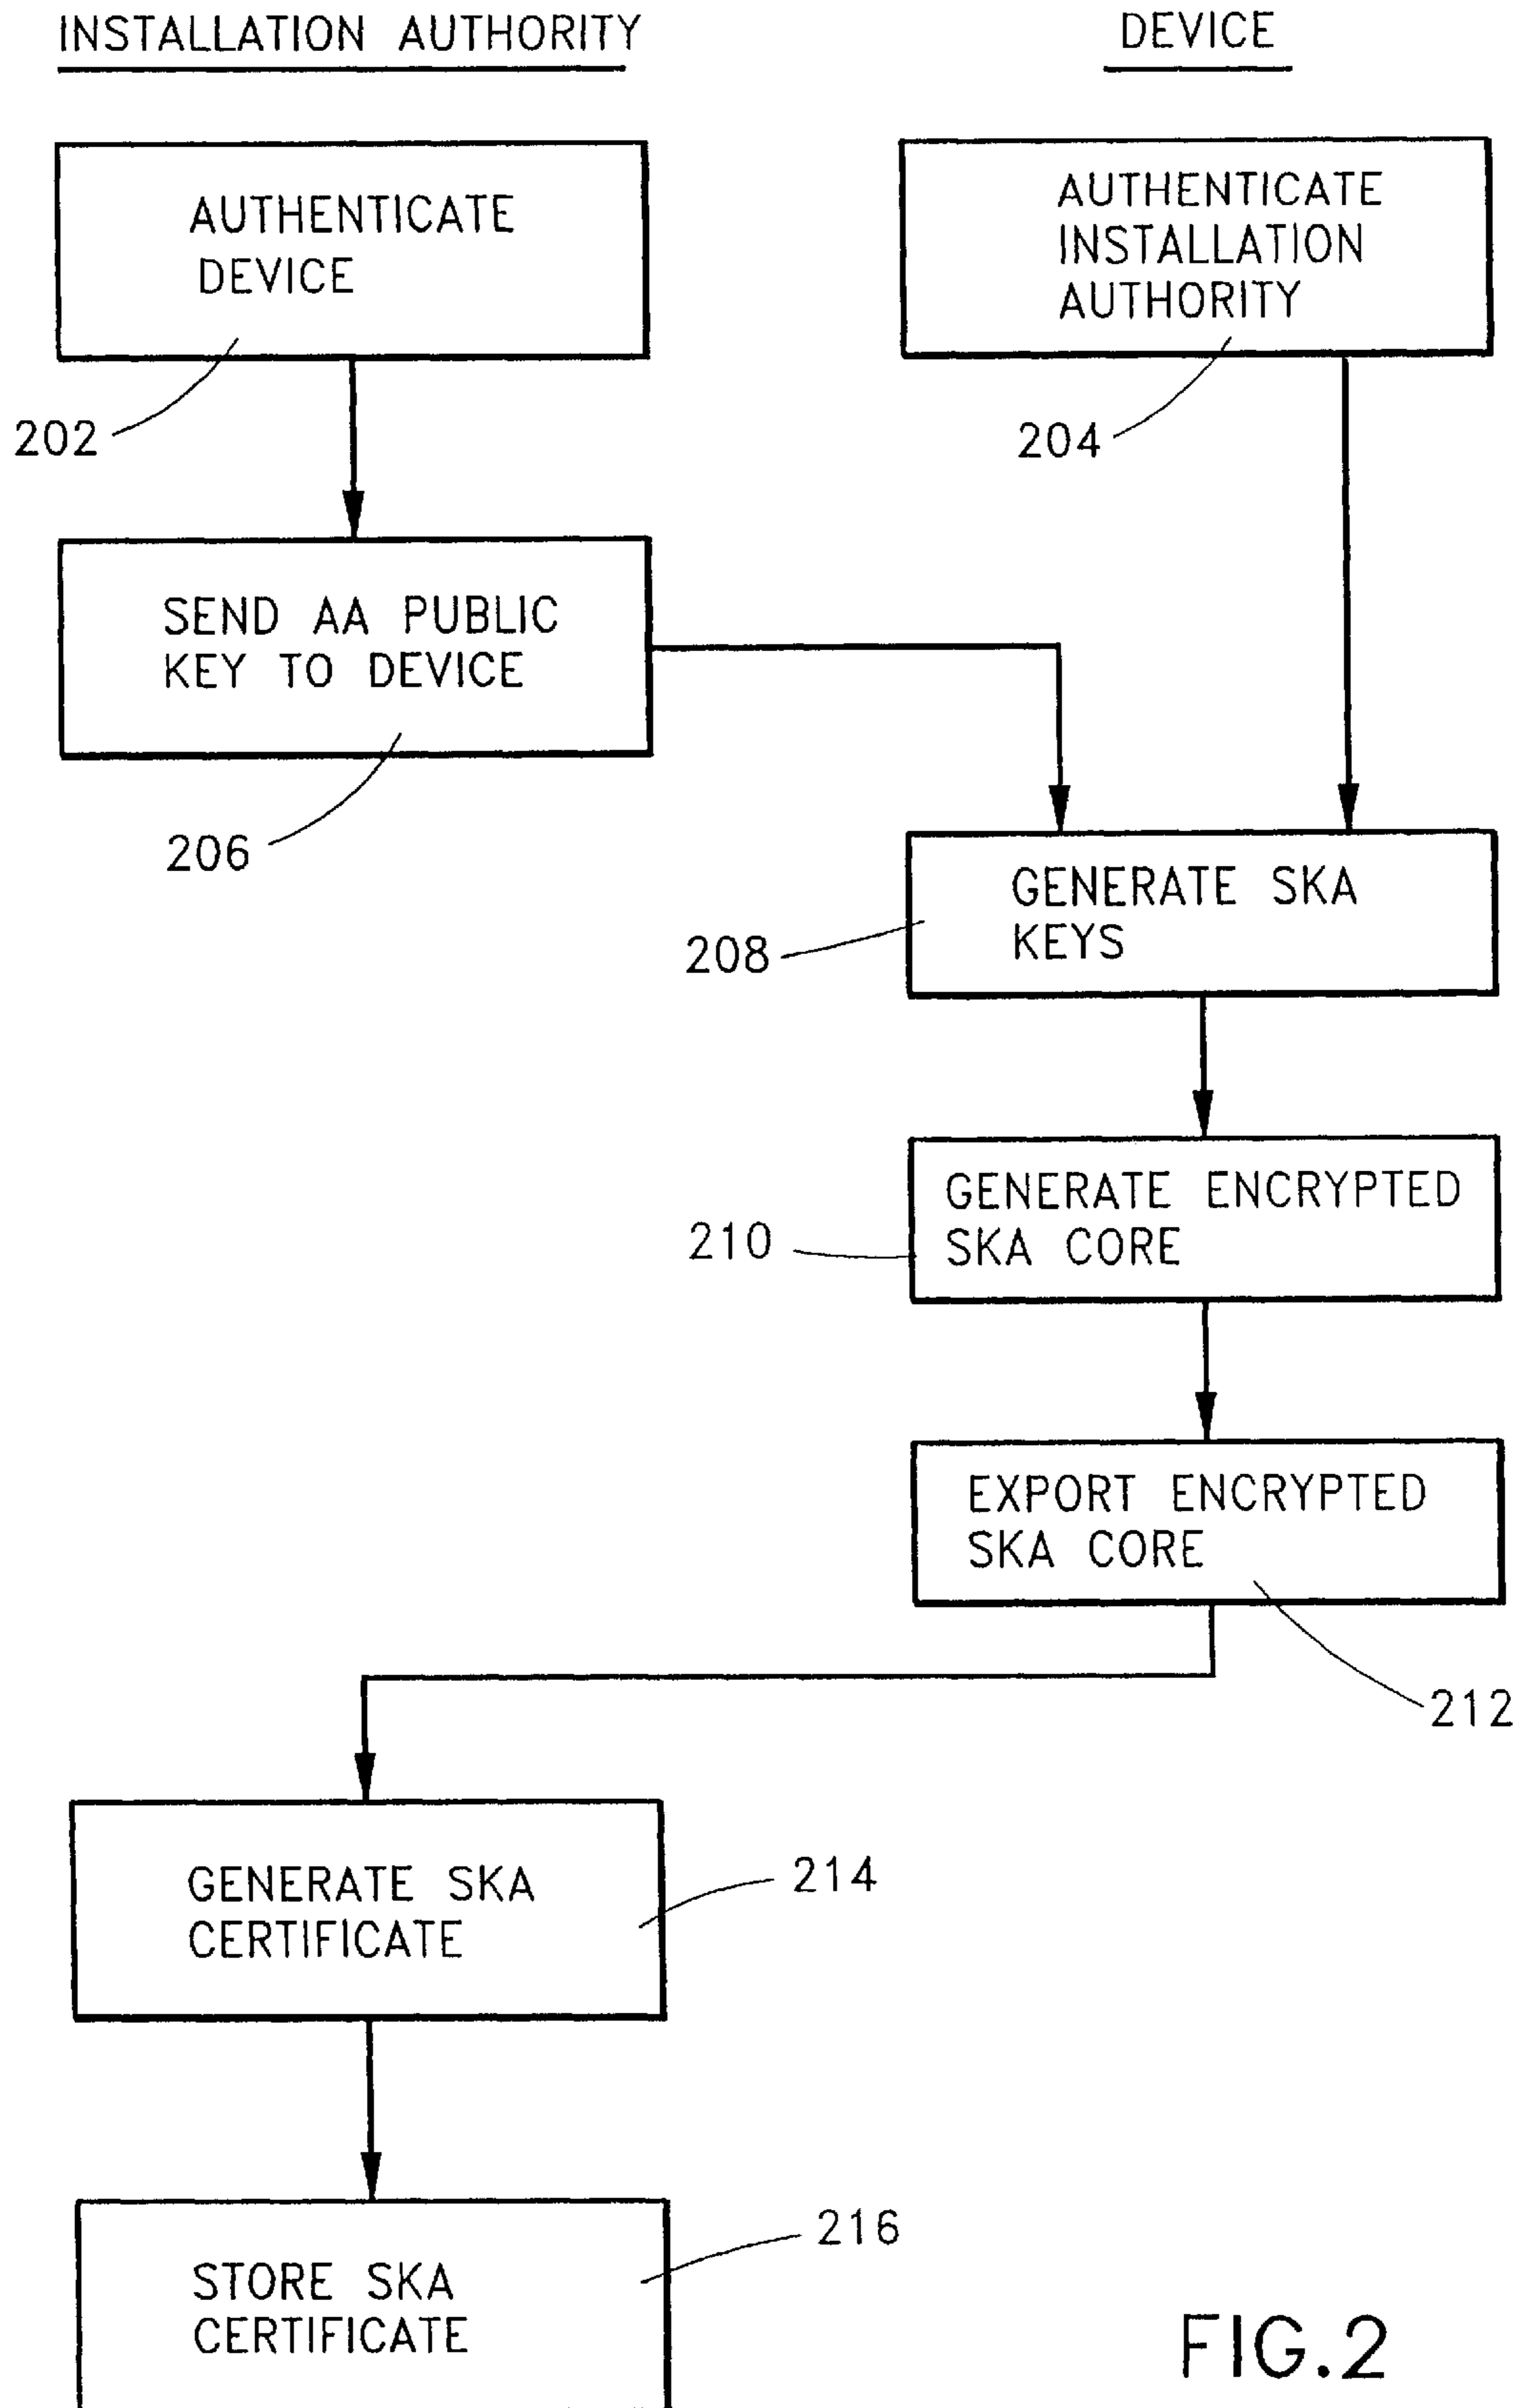 INSTALLATION AUTHORITY
DEVICE
AUTHENTICATE
DEVICE
202
AUTHENTICATE
INSTALLATION
AUTHORITY
204
SEND AA PUBLIC
KEY TO DEVICE
206
GENERATE SKA
KEYS
208
GENERATE ENCRYPTED
SKA CORE
210
EXPORT ENCRYPTED
SKA CORE
212
GENERATE SKA
CERTIFICATE
214
STORE SKA
CERTIFICATE
216
FIG.2